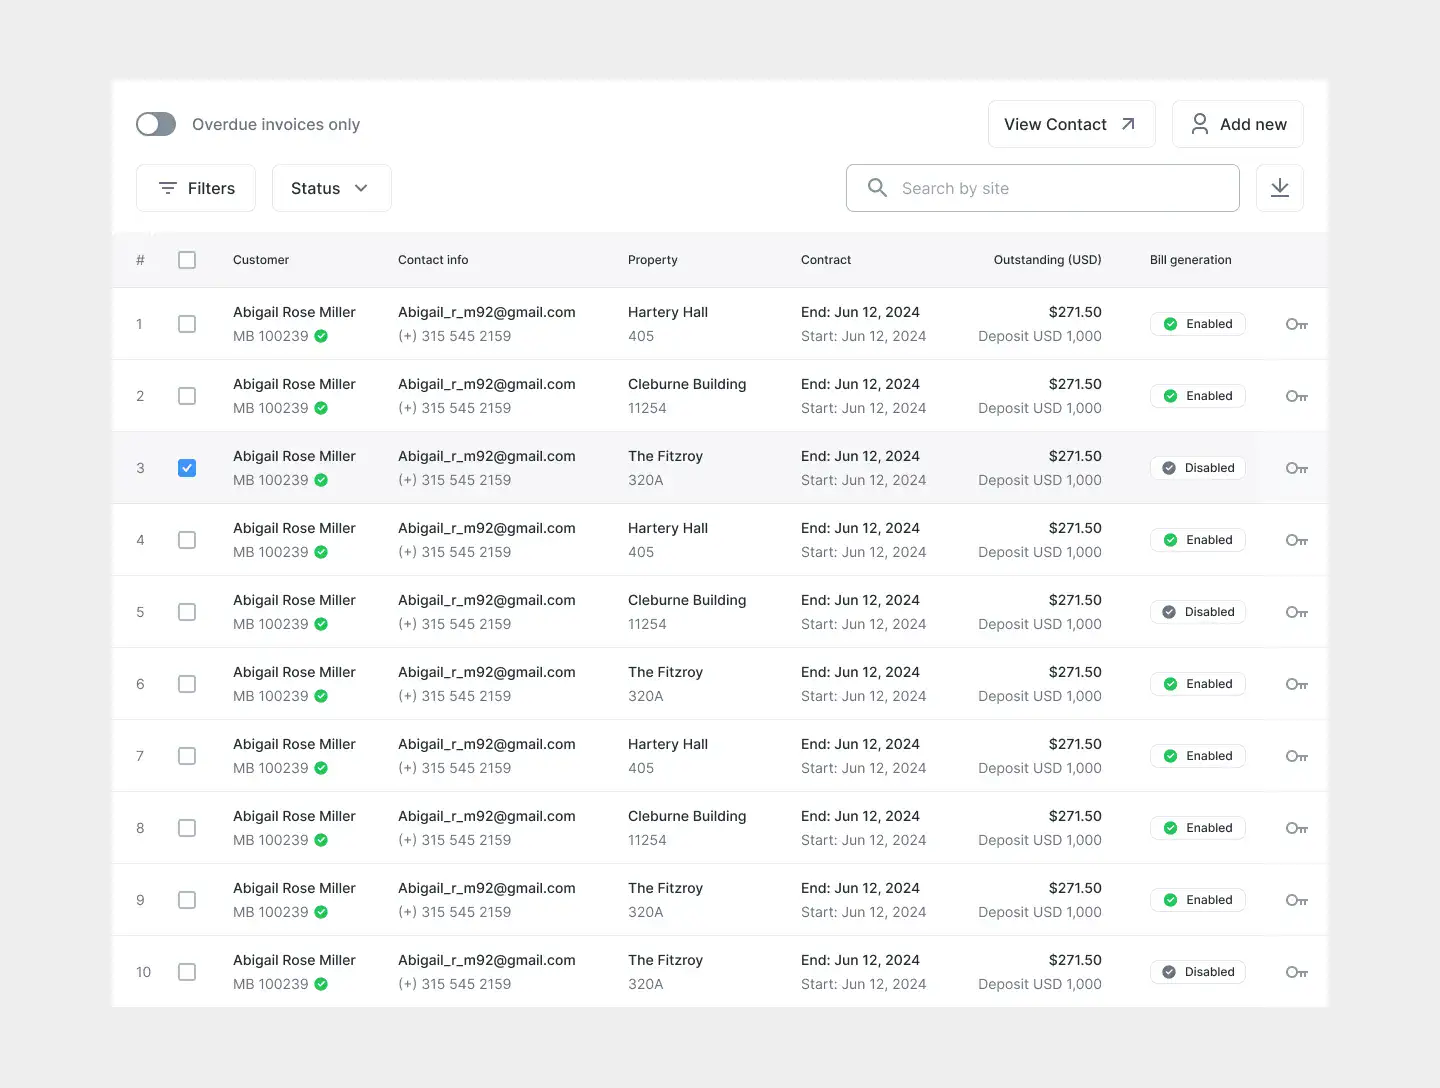 Overdue invoices only
View Contact
Add new
Filters
Status
Search by site
# Customer Contact info Property Contract Outstanding (USD) Bill generation
1 Abigail Rose Miller Abigail_r_m92@gmail.com Hartery Hall End: Jun 12, 2024 $271.50 Enabled
MB 100239 (+) 315 545 2159 405 Start: Jun 12, 2024 Deposit USD 1,000
2 Abigail Rose Miller Abigail_r_m92@gmail.com Cleburne Building End: Jun 12, 2024 $271.50 Enabled
MB 100239 (+) 315 545 2159 11254 Start: Jun 12, 2024 Deposit USD 1,000
3 Abigail Rose Miller Abigail_r_m92@gmail.com The Fitzroy End: Jun 12, 2024 $271.50 Disabled
MB 100239 (+) 315 545 2159 320A Start: Jun 12, 2024 Deposit USD 1,000
4 Abigail Rose Miller Abigail_r_m92@gmail.com Hartery Hall End: Jun 12, 2024 $271.50 Enabled
MB 100239 (+) 315 545 2159 405 Start: Jun 12, 2024 Deposit USD 1,000
5 Abigail Rose Miller Abigail_r_m92@gmail.com Cleburne Building End: Jun 12, 2024 $271.50 Disabled
MB 100239 (+) 315 545 2159 11254 Start: Jun 12, 2024 Deposit USD 1,000
6 Abigail Rose Miller Abigail_r_m92@gmail.com The Fitzroy End: Jun 12, 2024 $271.50 Enabled
MB 100239 (+) 315 545 2159 320A Start: Jun 12, 2024 Deposit USD 1,000
7 Abigail Rose Miller Abigail_r_m92@gmail.com Hartery Hall End: Jun 12, 2024 $271.50 Enabled
MB 100239 (+) 315 545 2159 405 Start: Jun 12, 2024 Deposit USD 1,000
8 Abigail Rose Miller Abigail_r_m92@gmail.com Cleburne Building End: Jun 12, 2024 $271.50 Enabled
MB 100239 (+) 315 545 2159 11254 Start: Jun 12, 2024 Deposit USD 1,000
9 Abigail Rose Miller Abigail_r_m92@gmail.com The Fitzroy End: Jun 12, 2024 $271.50 Enabled
MB 100239 (+) 315 545 2159 320A Start: Jun 12, 2024 Deposit USD 1,000
10 Abigail Rose Miller Abigail_r_m92@gmail.com The Fitzroy End: Jun 12, 2024 $271.50 Disabled
MB 100239 (+) 315 545 2159 320A Start: Jun 12, 2024 Deposit USD 1,000